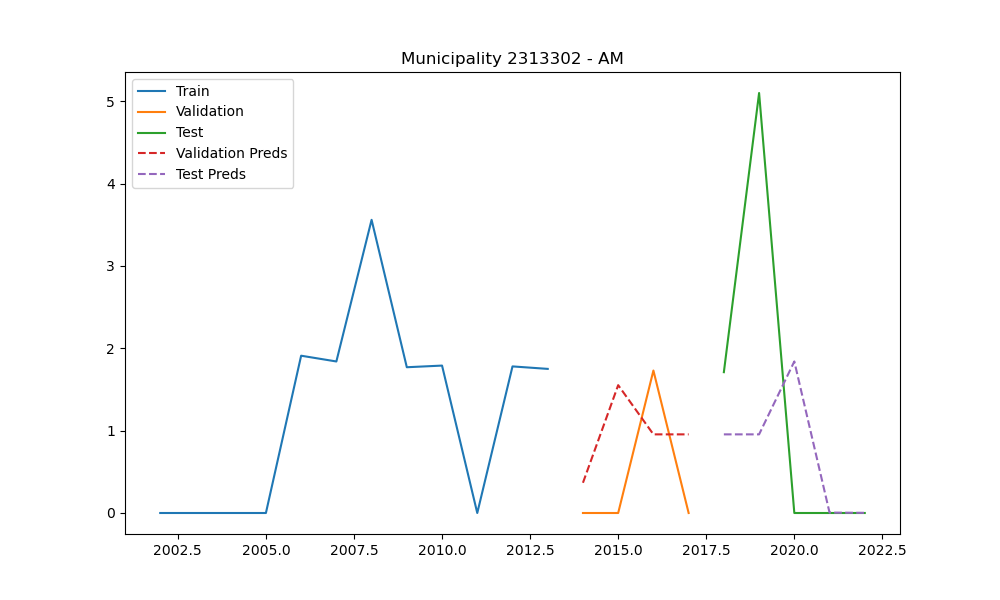 Municipality 2313302 - AM
Train
Validation
Test
Validation Preds
Test Preds
5
4
3
2
1
0
2002.5 2005.0 2007.5 2010.0 2012.5 2015.0 2017.5 2020.0 2022.5